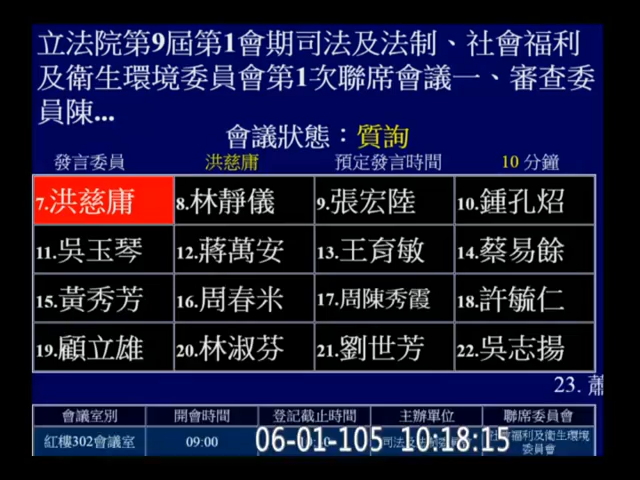 立法院第9屆第1會期司法及法制、社會福利
及衛生環境委員會第1次聯席會議一、審查委
員陳...
會議狀態：質詢
發言委員 洪慈庸 預定發言時間 10 分鐘
7.洪慈庸 8.林靜儀 9.張宏陸 10.鍾孔炤
11.吳玉琴 12.蔣萬安 13.王育敏 14.蔡易餘
15.黃秀芳 16.周春米 17.周陳秀霞 18.許毓仁
19.顧立雄 20.林淑芬 21.劉世芳 22.吳志揚
23. 蕭
會議室別 開會時間 登記截止時間 主辦單位 聯席委員會
紅樓302會議室 09:00 社會福利及衛生環境
委員會
06-01-105 10:18:15